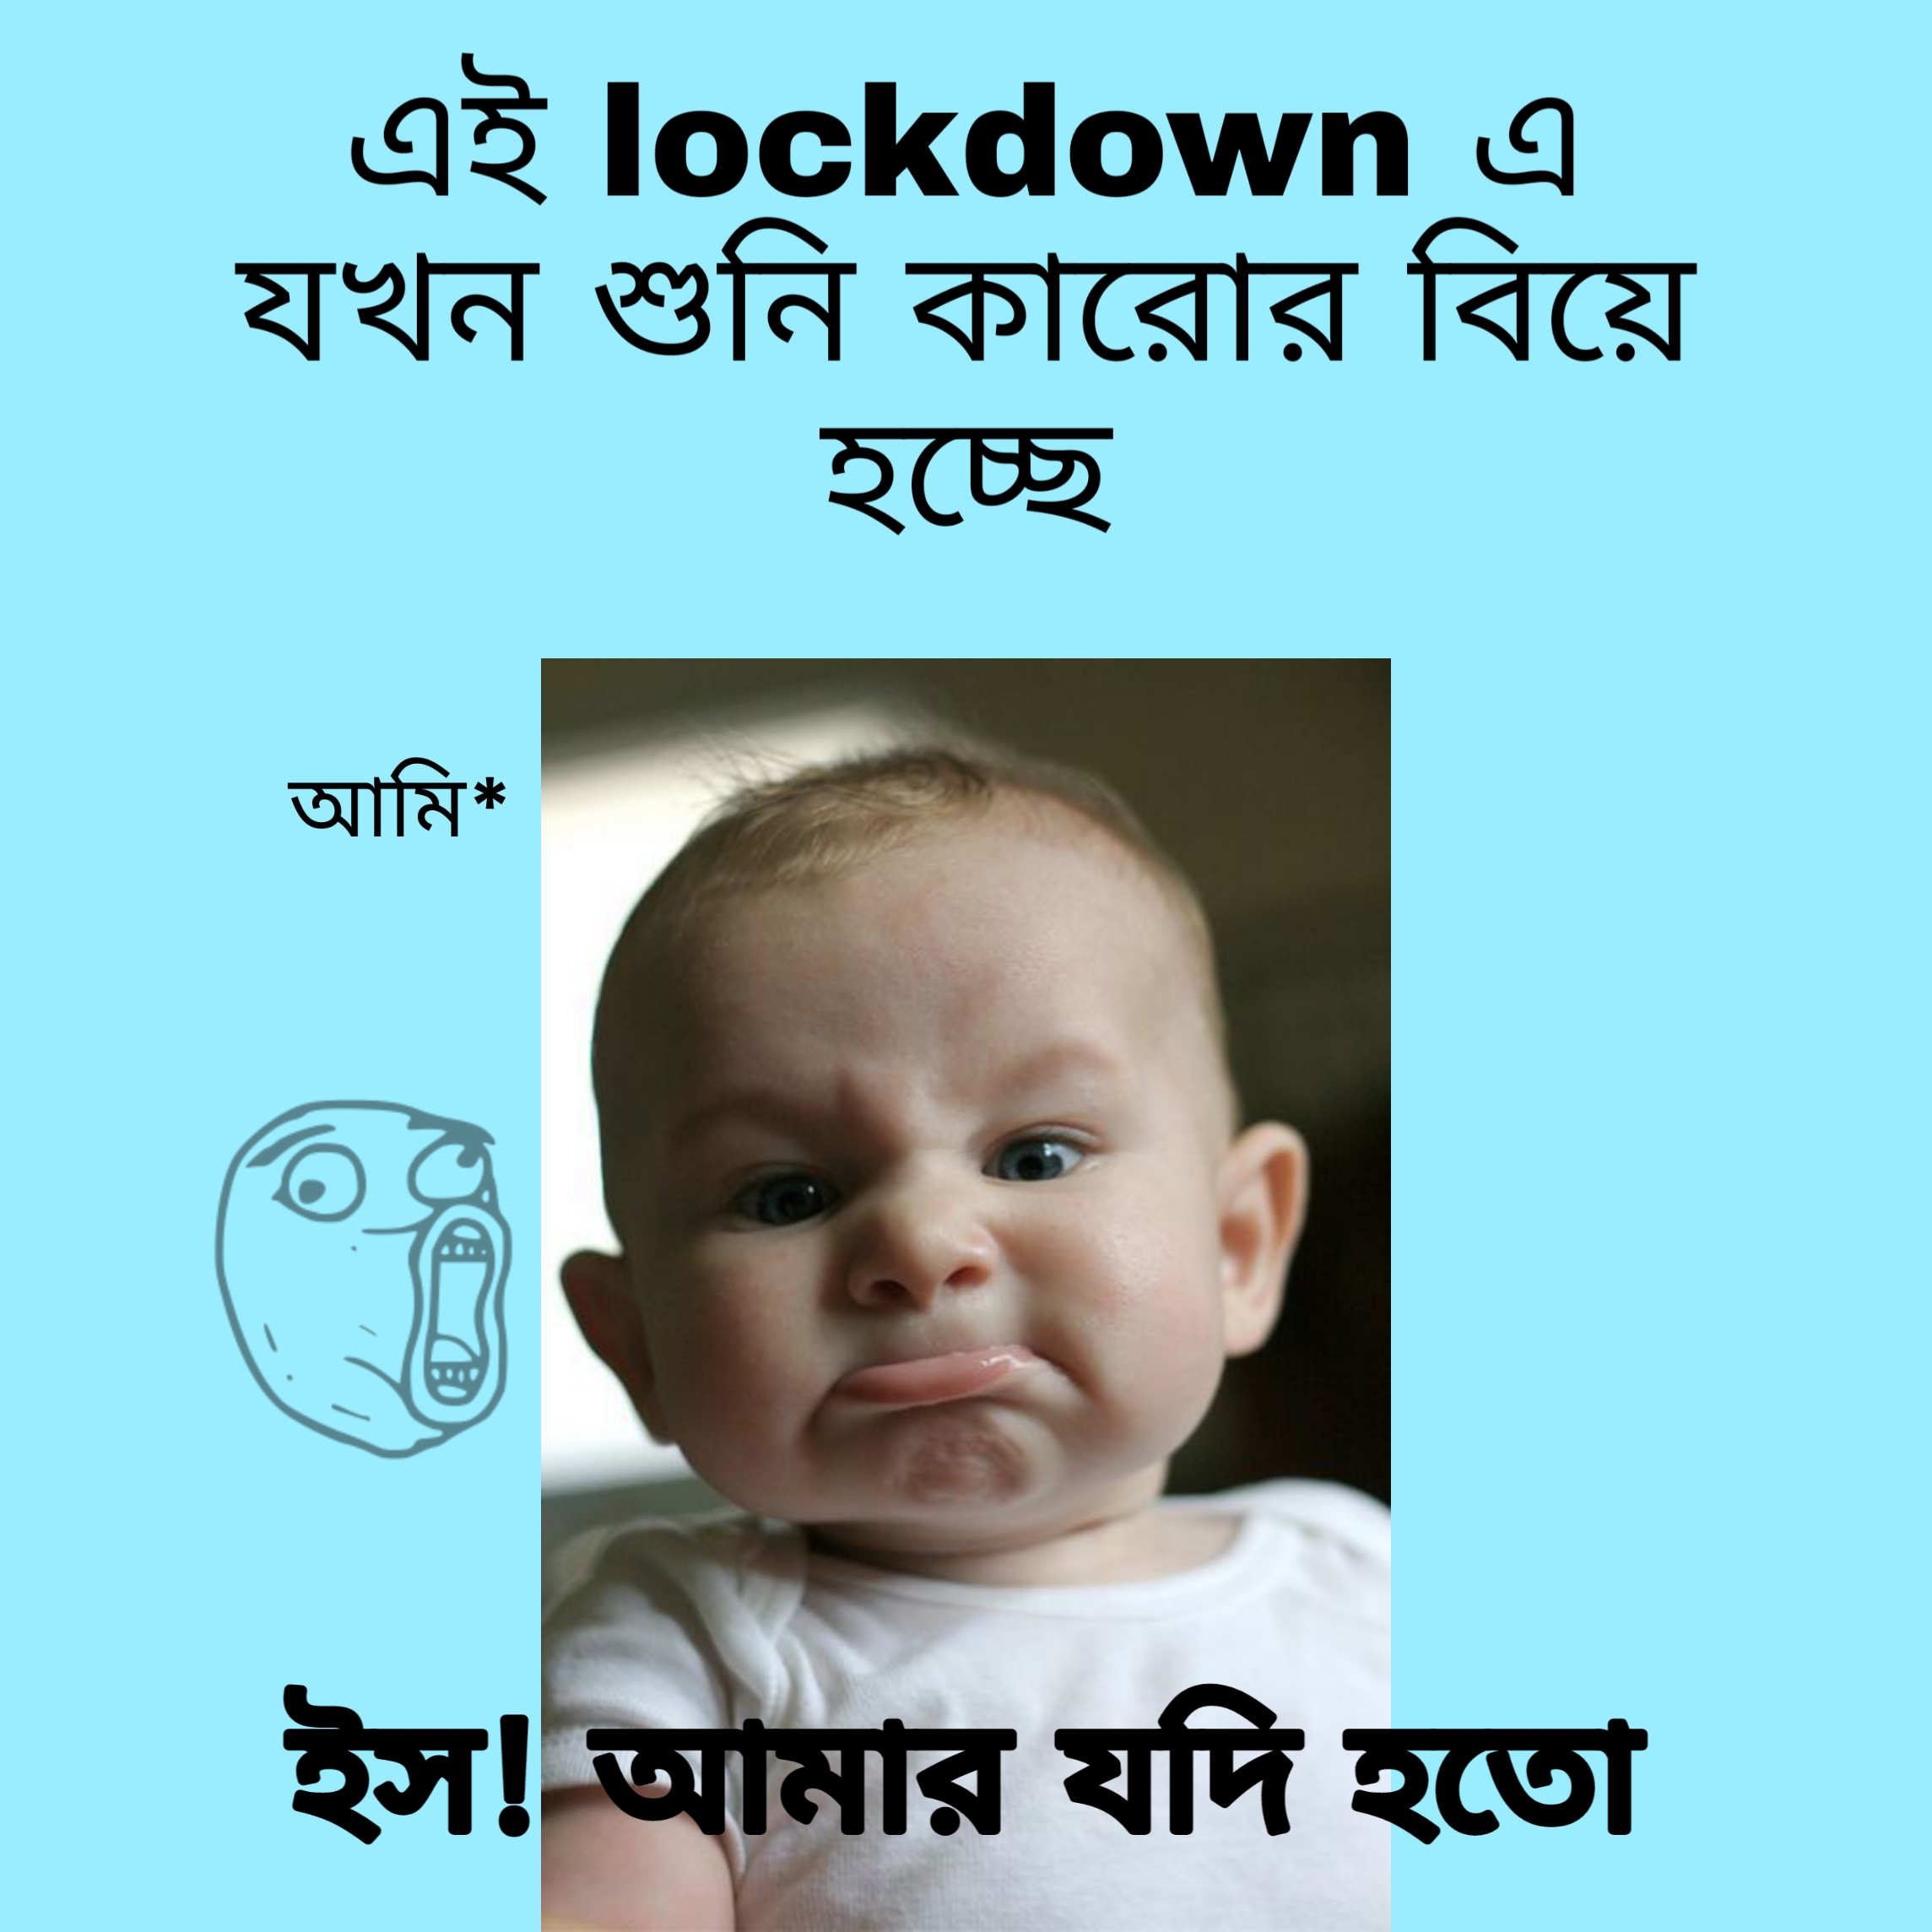 এই lockdown এ
যখন শুনি কারোর বিয়ে
হচ্ছে
আমি*
ইস! আমার যদি হতো